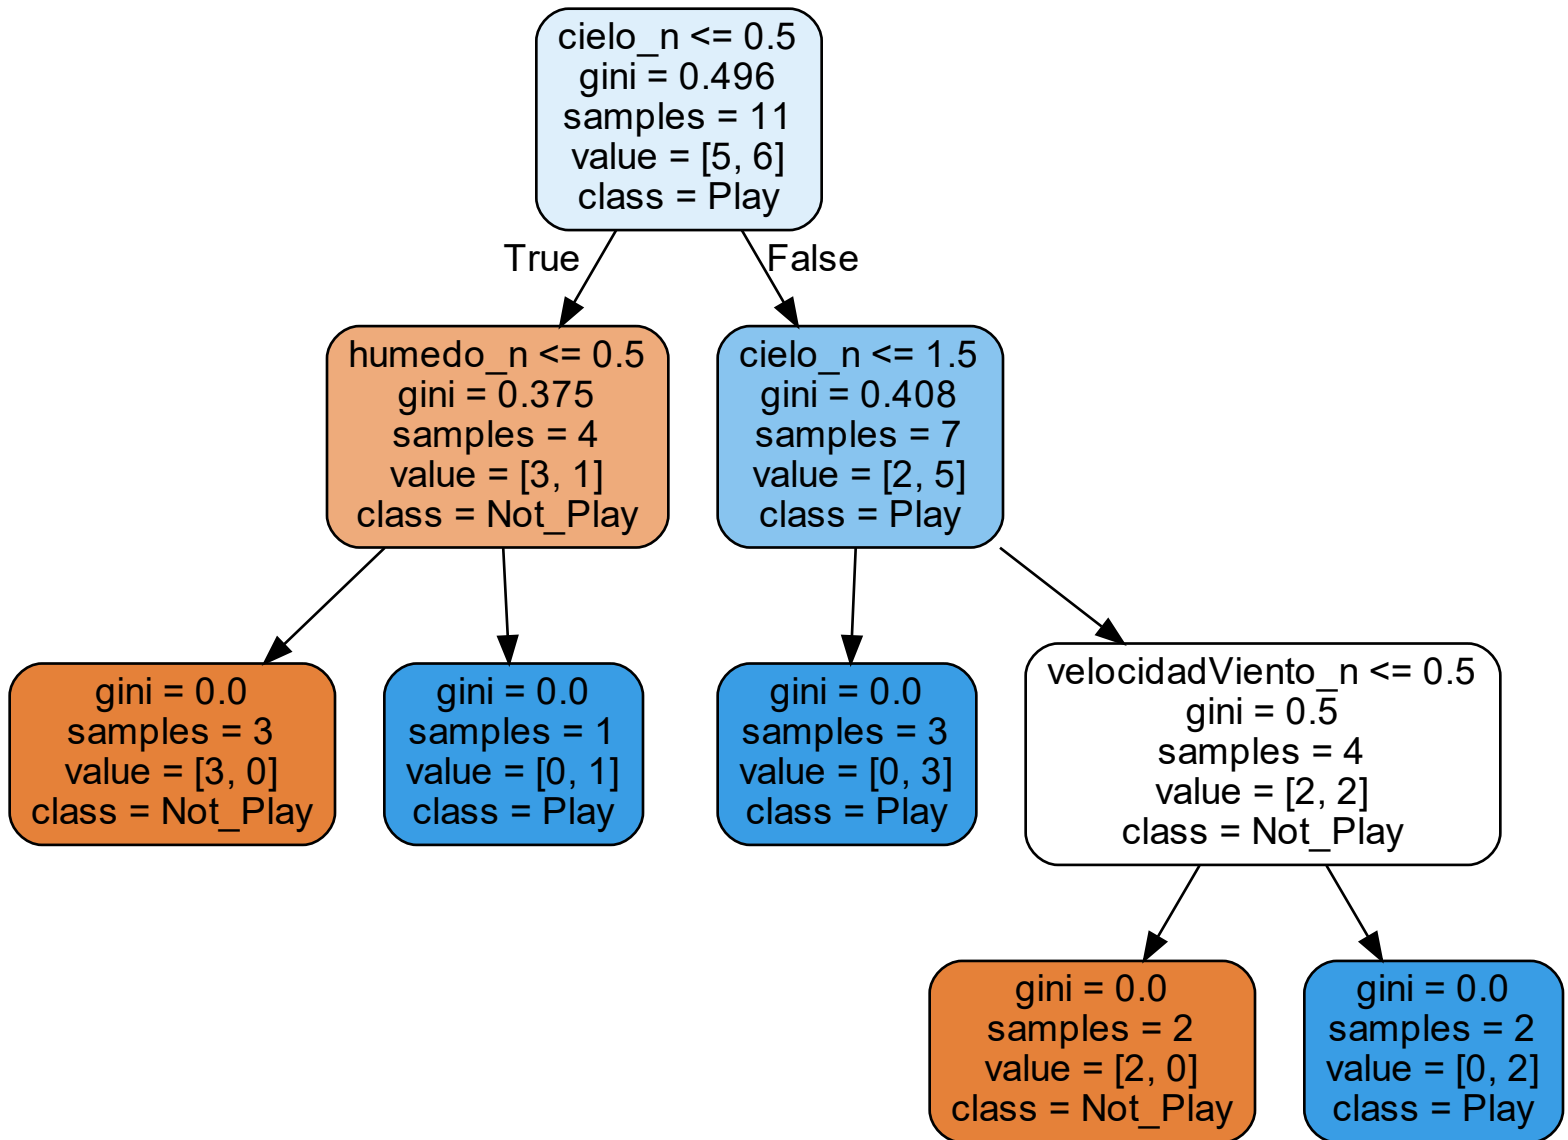 cielo_n <= 0.5
gini = 0.496
samples = 11
value = [5, 6]
class = Play
True
False
humedo_n <= 0.5
gini = 0.375
samples = 4
value = [3, 1]
class = Not_Play
cielo_n <= 1.5
gini = 0.408
samples = 7
value = [2, 5]
class = Play
gini = 0.0
samples = 3
value = [3, 0]
class = Not_Play
gini = 0.0
samples = 1
value = [0, 1]
class = Play
gini = 0.0
samples = 3
value = [0, 3]
class = Play
velocidadViento_n <= 0.5
gini = 0.5
samples = 4
value = [2, 2]
class = Not_Play
gini = 0.0
samples = 2
value = [2, 0]
class = Not_Play
gini = 0.0
samples = 2
value = [0, 2]
class = Play